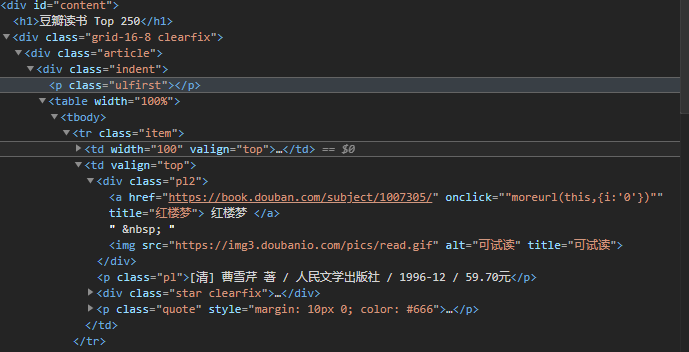 <div id="content">
<h1>豆瓣读书 Top 250</h1>
<div class="grid-16-8 clearfix">
<div class="article">
<div class="indent">
<p class="ulfirst"></p>
<table width="100%">
<tbody>
<tr class="item">
<td width="100" valign="top">…</td> == $0
<td valign="top">
<div class="pl2">
<a href="https://book.douban.com/subject/1007305/" onclick=""moreurl(this,{i:'0'})""
title="红楼梦"> 红楼梦 </a>
" &nbsp; "
<img src="https://img3.doubanio.com/pics/read.gif" alt="可试读" title="可试读">
</div>
<p class="pl">[清] 曹雪芹 著 / 人民文学出版社 / 1996-12 / 59.70元</p>
<div class="star clearfix">…</div>
<p class="quote" style="margin: 10px 0; color: #666">…</p>
</td>
</tr>